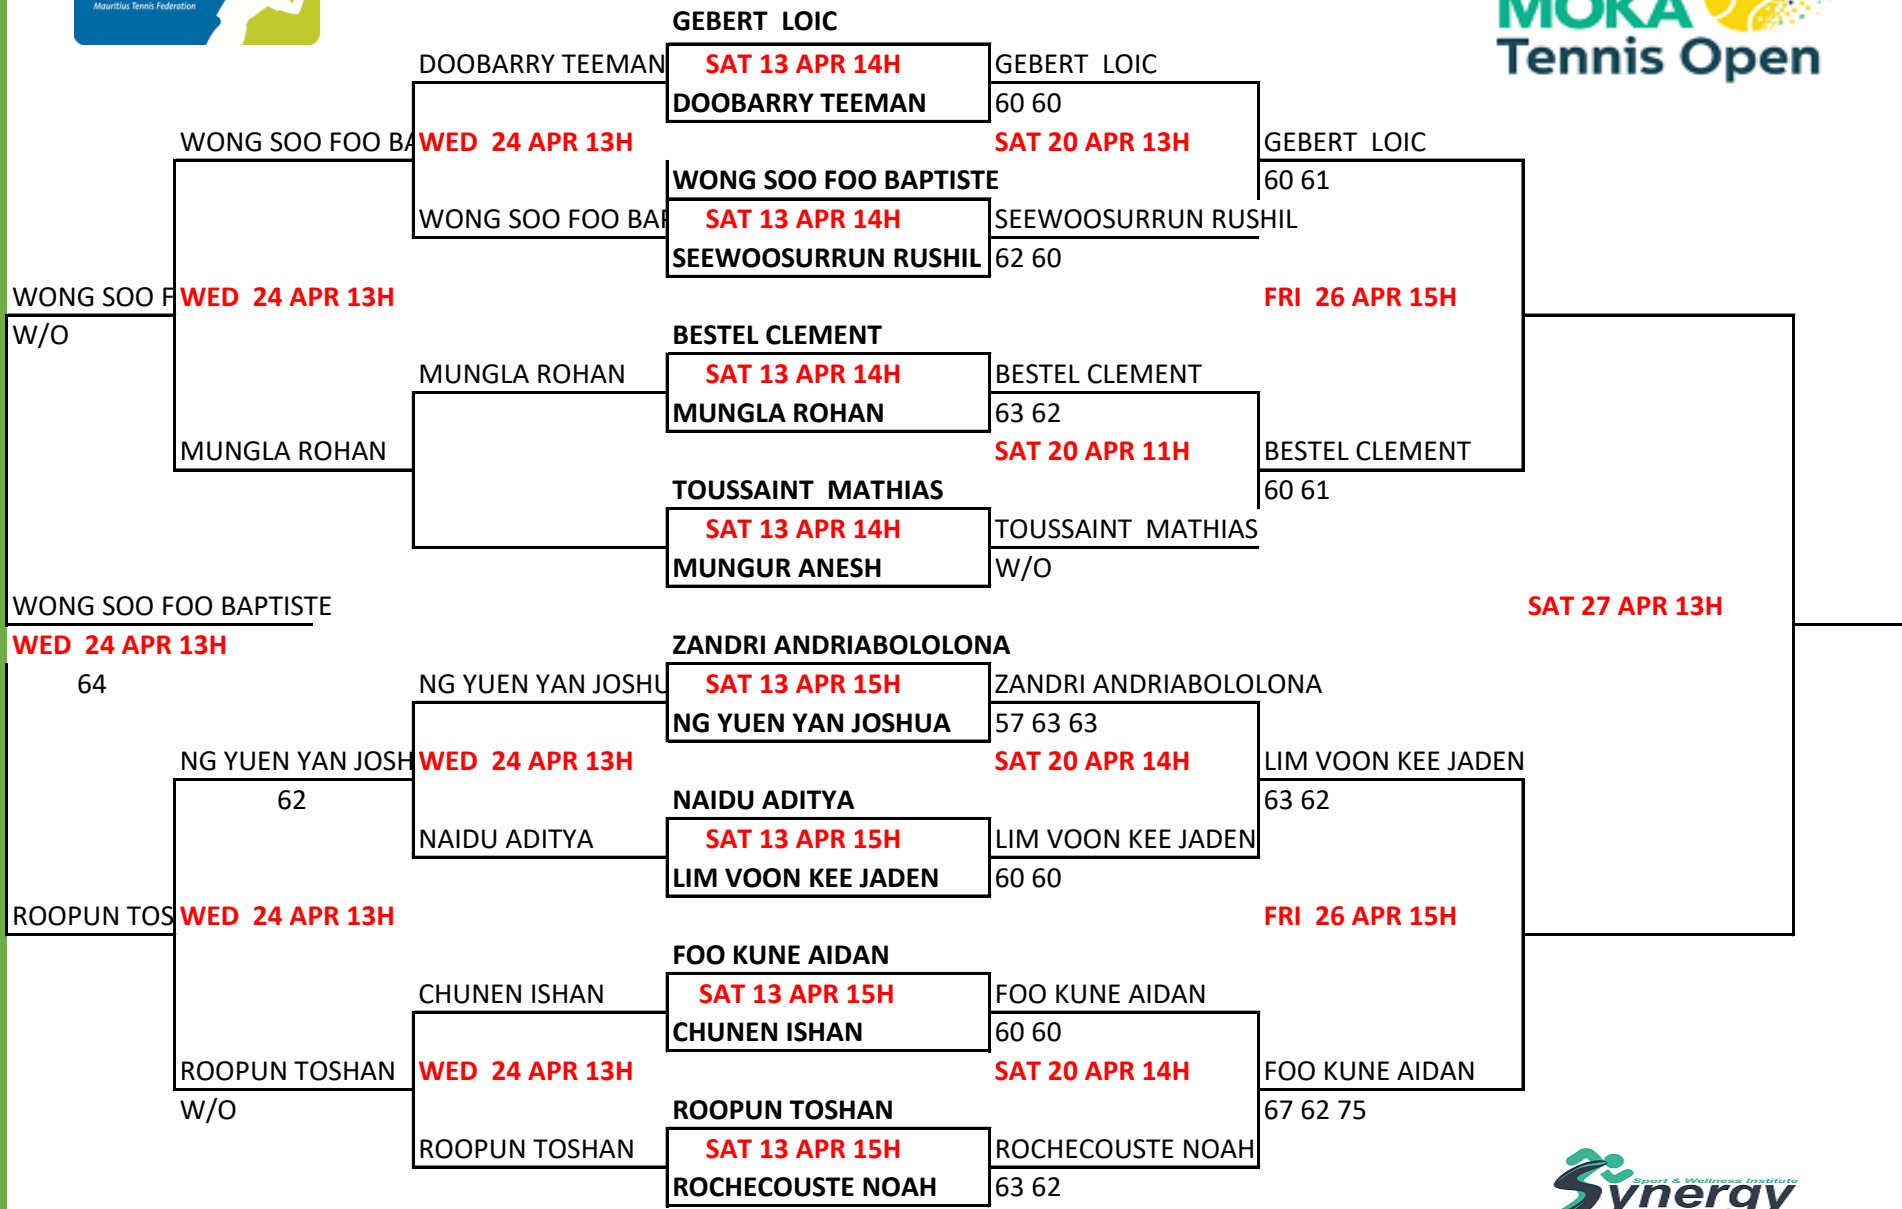 Mauritius Tennis Federation
MOKA
Tennis Open
GEBERT LOIC
DOOBARRY TEEMAN
SAT 13 APR 14H
GEBERT LOIC
DOOBARRY TEEMAN
60 60
WONG SOO FOO BA
WED 24 APR 13H
SAT 20 APR 13H
GEBERT LOIC
WONG SOO FOO BAPTISTE
60 61
WONG SOO FOO BAP
SAT 13 APR 14H
SEEWOOSURRUN RUSHIL
SEEWOOSURRUN RUSHIL
62 60
WONG SOO F
WED 24 APR 13H
FRI 26 APR 15H
W/O
BESTEL CLEMENT
MUNGLA ROHAN
SAT 13 APR 14H
BESTEL CLEMENT
MUNGLA ROHAN
63 62
MUNGLA ROHAN
SAT 20 APR 11H
BESTEL CLEMENT
TOUSSAINT MATHIAS
60 61
SAT 13 APR 14H
TOUSSAINT MATHIAS
MUNGUR ANESH
W/O
WONG SOO FOO BAPTISTE
SAT 27 APR 13H
WED 24 APR 13H
ZANDRI ANDRIABOLOLONA
64
NG YUEN YAN JOSHU
SAT 13 APR 15H
ZANDRI ANDRIABOLOLONA
NG YUEN YAN JOSHUA
57 63 63
NG YUEN YAN JOSH
WED 24 APR 13H
SAT 20 APR 14H
LIM VOON KEE JADEN
62
NAIDU ADITYA
63 62
NAIDU ADITYA
SAT 13 APR 15H
LIM VOON KEE JADEN
LIM VOON KEE JADEN
60 60
ROOPUN TOS
WED 24 APR 13H
FRI 26 APR 15H
FOO KUNE AIDAN
CHUNEN ISHAN
SAT 13 APR 15H
FOO KUNE AIDAN
CHUNEN ISHAN
60 60
ROOPUN TOSHAN
WED 24 APR 13H
SAT 20 APR 14H
FOO KUNE AIDAN
W/O
ROOPUN TOSHAN
67 62 75
ROOPUN TOSHAN
SAT 13 APR 15H
ROCHECOUSTE NOAH
ROCHECOUSTE NOAH
63 62
Sport & Wellness Institute
Synergy